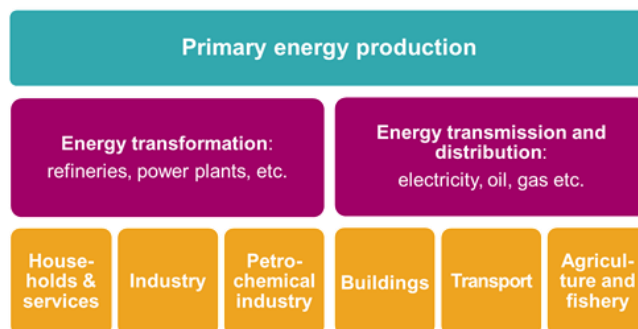 Primary energy production
Energy transformation:
refineries, power plants, etc.
Energy transmission and
distribution:
electricity, oil, gas etc.
House-
holds &
services
Industry
Petro-
chemical
industry
Buildings
Transport
Agricul-
ture and
fishery